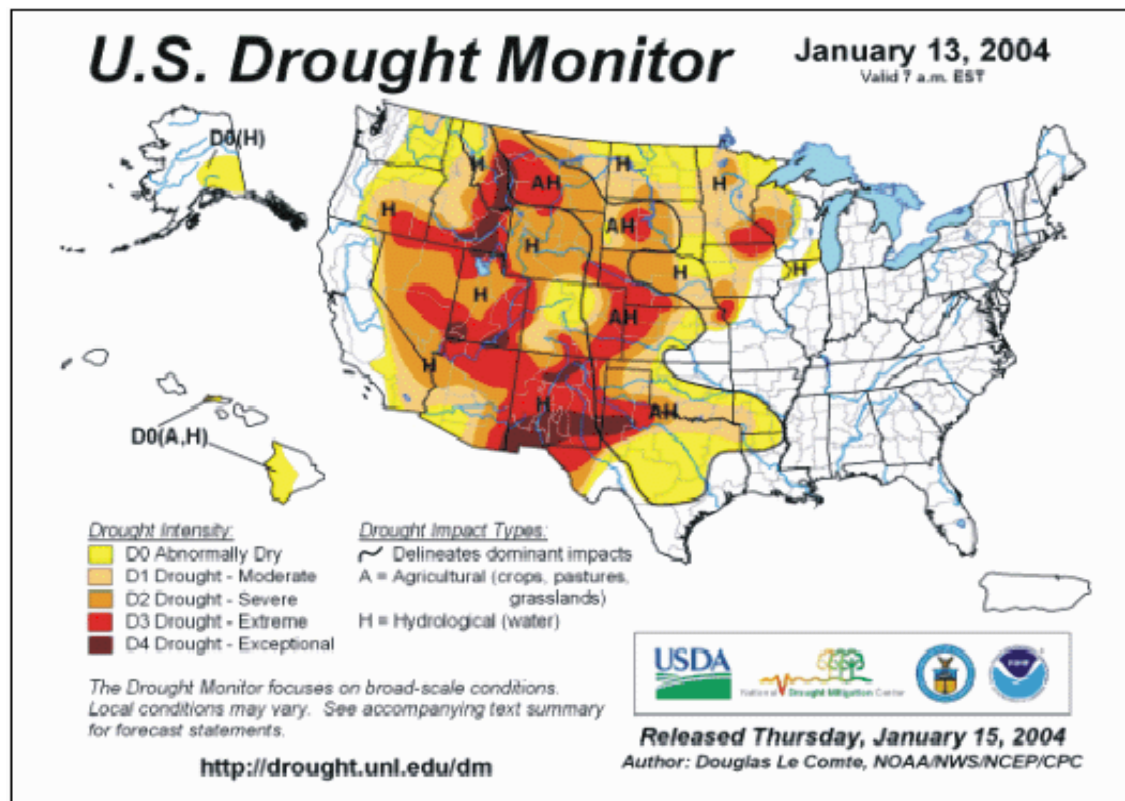 U.S. Drought Monitor
January 13, 2004
Valid 7 a.m. EST
D0(H)
H
AH
H
H
H
AH
H
H
H
H
AH
H
H
AH
D0(A,H)
Drought Intensity:
D0 Abnormally Dry
D1 Drought - Moderate
D2 Drought - Severe
D3 Drought - Extreme
D4 Drought - Exceptional
Drought Impact Types:
Delineates dominant impacts
A = Agricultural (crops, pastures,
grasslands)
H = Hydrological (water)
The Drought Monitor focuses on broad-scale conditions.
Local conditions may vary. See accompanying text summary
for forecast statements.
http://drought.unl.edu/dm
USDA
National Drought Mitigation Center
Released Thursday, January 15, 2004
Author: Douglas Le Comte, NOAA/NWS/NCEP/CPC